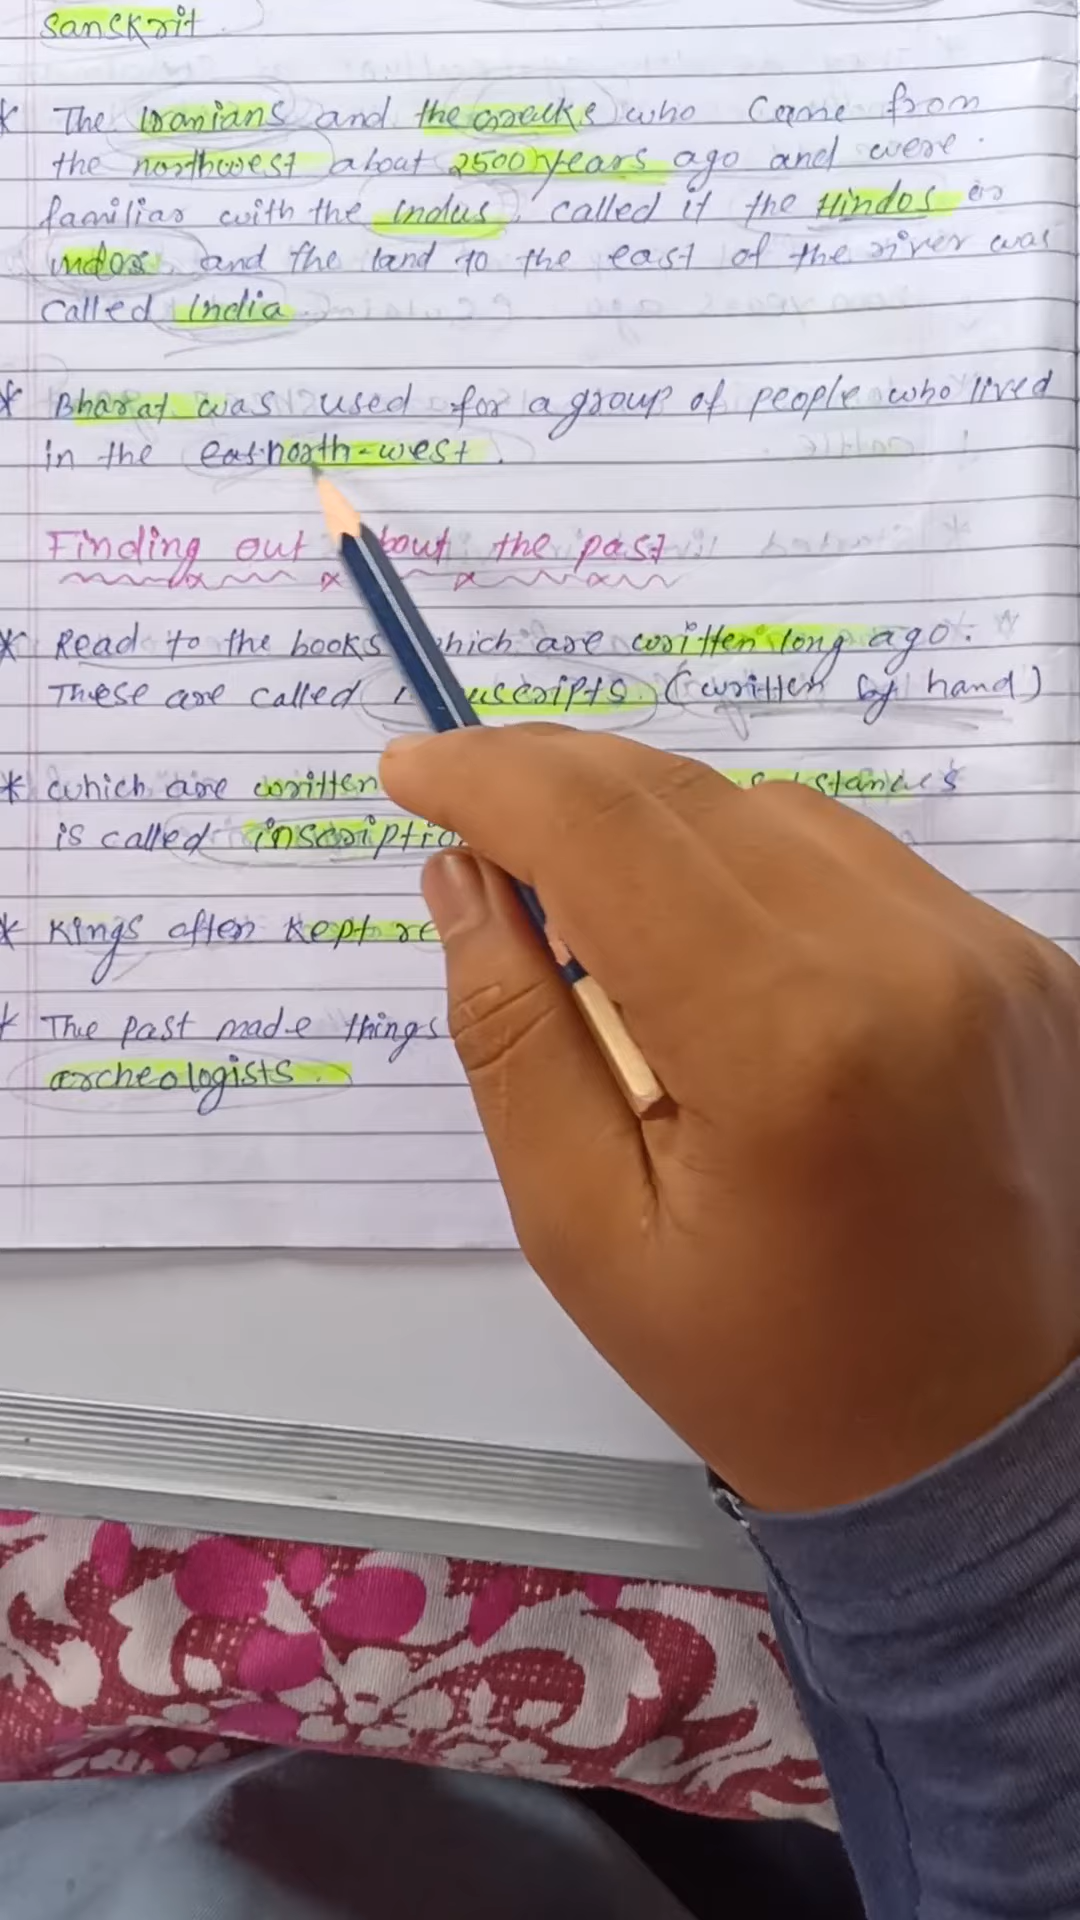 Sanskrit.
* The Iranians and the Greeks who came from
the northwest about 2500 years ago and were
familiar with the Indus, called it the Hindos or
Indos, and the land to the east of the river was
called India.
* Bharat was used for a group of people who lived
in the north-west.
Finding out about the past
* Read to the books which are written long ago.
These are called uscripts. (written by hand)
* which are written substances
is called inscriptio
* Kings often kept re
* The past made things
archeologists.